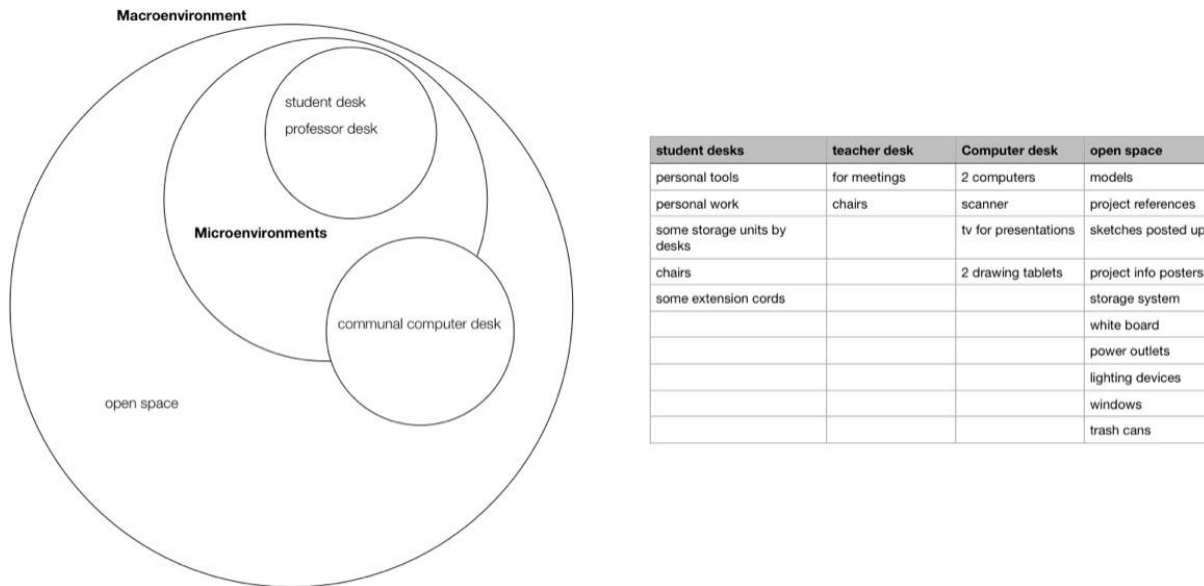 Macroenvironment
student desk
professor desk
Microenvironments
communal computer desk
open space
student desks teacher desk Computer desk open space
personal tools for meetings 2 computers models
personal work chairs scanner project references
some storage units by
desks tv for presentations sketches posted up
chairs 2 drawing tablets project info posters
some extension cords storage system
white board
power outlets
lighting devices
windows
trash cans